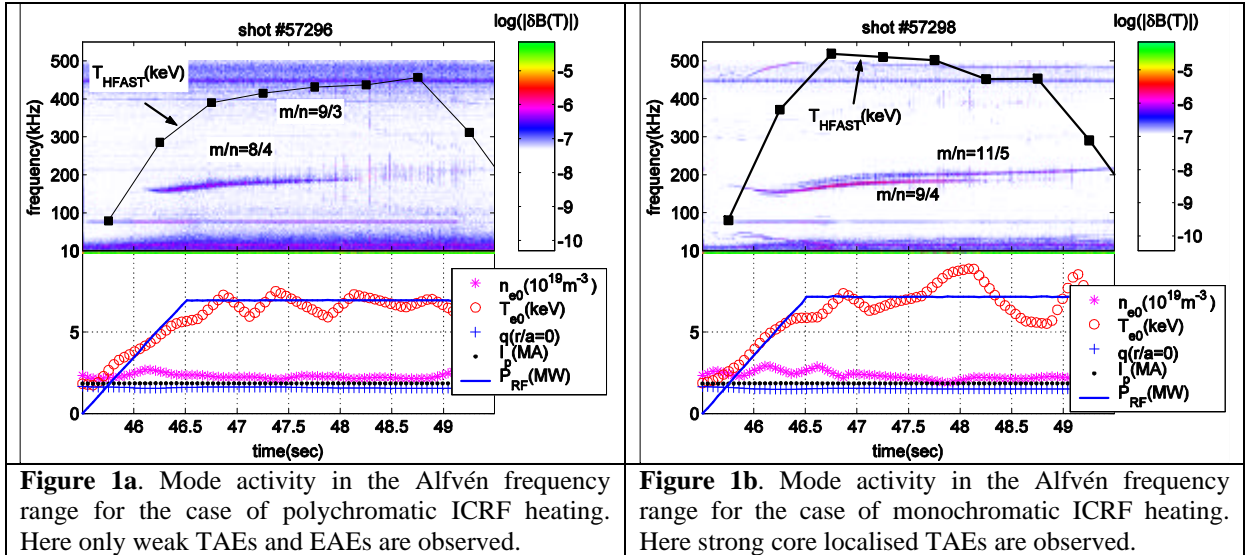 shot #57296
log(|δB(T)|
500
400
300
200
100
10
frequency(kHz)
T_HFAST(keV)
m/n=9/3
m/n=8/4
-5
-6
-7
-8
-9
-10
5
0
46
46.5
47
47.5
48
48.5
49
time(sec)
n_e0(10^19 m^-3)
T_e0(keV)
q(r/a=0)
I_p(MA)
P_RF(MW)
Figure 1a. Mode activity in the Alfvén frequency
range for the case of polychromatic ICRF heating.
Here only weak TAEs and EAEs are observed.
shot #57298
log(|δB(T)|
500
400
300
200
100
10
frequency(kHz)
T_HFAST(keV)
m/n=11/5
m/n=9/4
-5
-6
-7
-8
-9
-10
5
0
46
46.5
47
47.5
48
48.5
49
time(sec)
n_e0(10^19 m^-3)
T_e0(keV)
q(r/a=0)
I_p(MA)
P_RF(MW)
Figure 1b. Mode activity in the Alfvén frequency
range for the case of monochromatic ICRF heating.
Here strong core localised TAEs are observed.